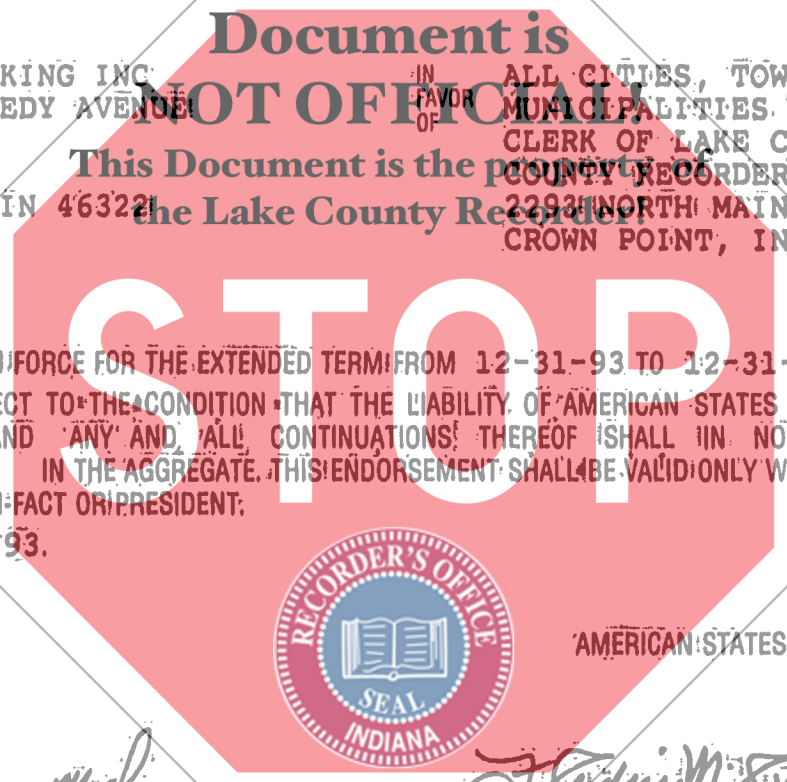 Document is
NOT OFFICIAL!
This Document is the property of
the Lake County Recorder!
STOP
KING INC
EDY AVENUE
IN 46322
IN
FAVOR
OF
ALL CITIES, TOW
MUNICIPALITIES.
CLERK OF LAKE C
COUNTY RECORDER
2293 NORTH MAIN
CROWN POINT, IN
FORCE FOR THE EXTENDED TERM FROM 12-31-93 TO 12-31-
ECT TO THE CONDITION THAT THE LIABILITY OF AMERICAN STATES
AND ANY AND ALL CONTINUATIONS THEREOF SHALL IN NO
IN THE AGGREGATE. THIS ENDORSEMENT SHALL BE VALID ONLY W
FACT OR PRESIDENT.
93.
RECORDER'S OFFICE
SEAL
INDIANA
AMERICAN STATES